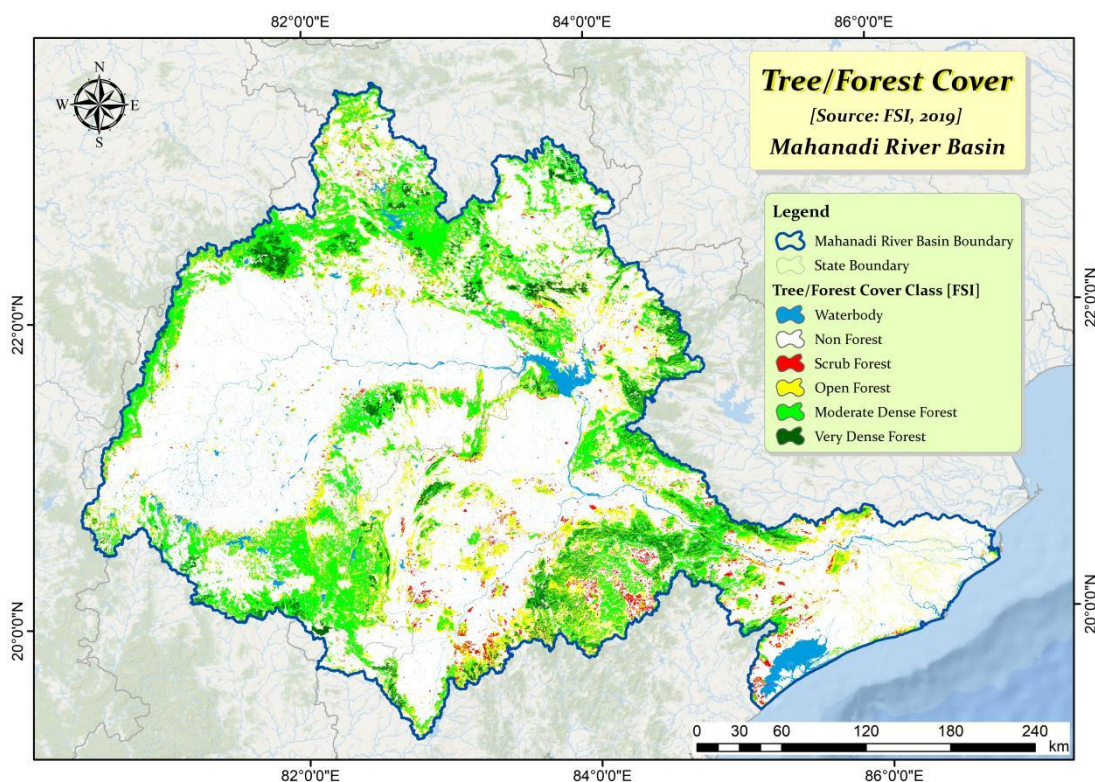 82°0'0"E
84°0'0"E
86°0'0"E
N
W
E
S
Tree/Forest Cover
[Source: FSI, 2019]
Mahanadi River Basin
Legend
Mahanadi River Basin Boundary
State Boundary
Tree/Forest Cover Class [FSI]
Waterbody
Non Forest
Scrub Forest
Open Forest
Moderate Dense Forest
Very Dense Forest
22°0'0"N
22°0'0"N
20°0'0"N
20°0'0"N
0 30 60 120 180 240
km
82°0'0"E
84°0'0"E
86°0'0"E